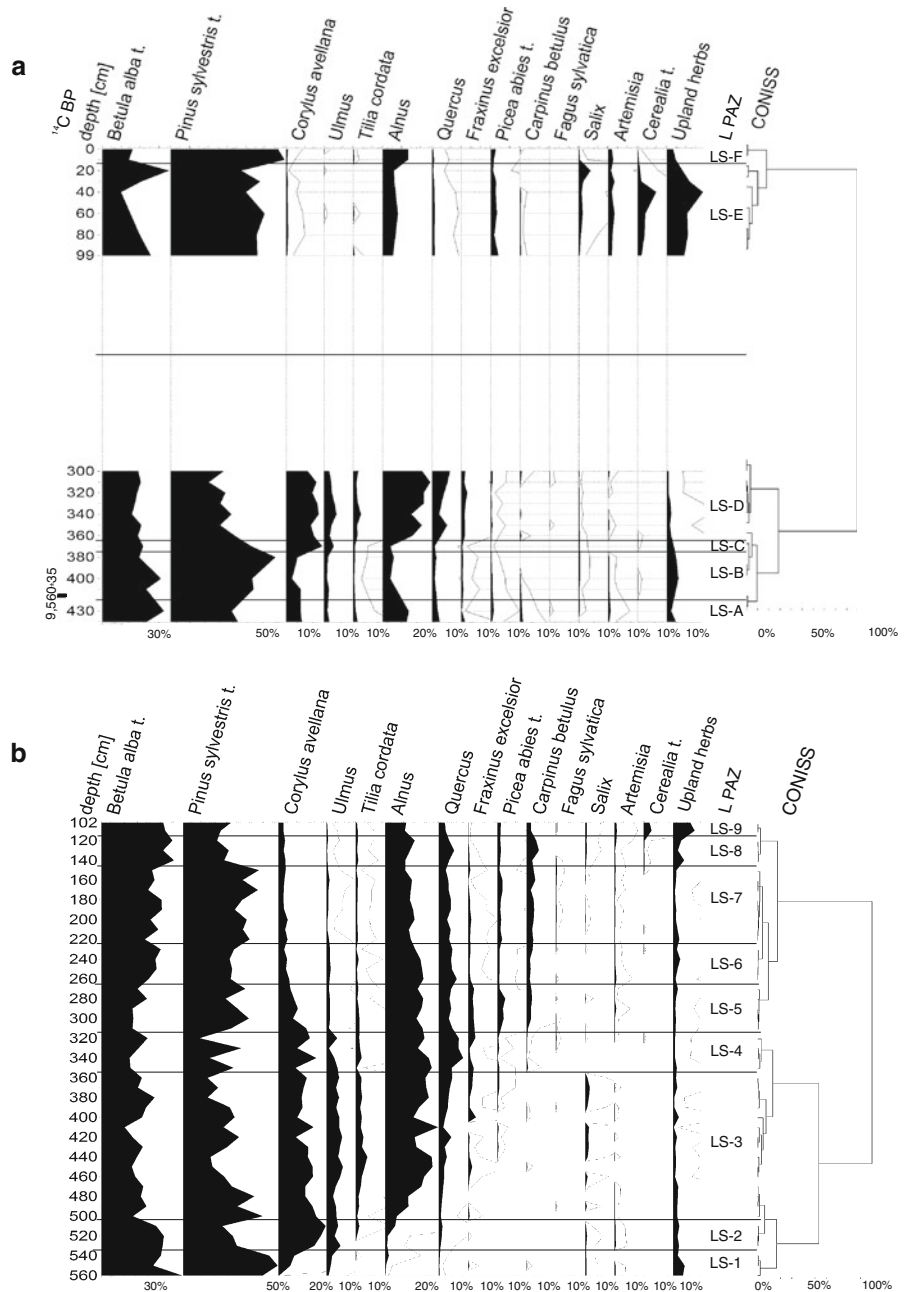 a
¹⁴C BP
depth [cm]
Betula alba t.
Pinus sylvestris t.
Corylus avellana
Ulmus
Tilia cordata
Alnus
Quercus
Fraxinus excelsior
Picea abies t.
Carpinus betulus
Fagus sylvatica
Salix
Artemisia
Cerealia t.
Upland herbs
L PAZ
CONISS
0
20
40
60
80
99
300
320
340
360
380
400
430
9,560±35
LS-F
LS-E
LS-D
LS-C
LS-B
LS-A
30% 50% 10% 10% 10% 20% 10% 10% 10% 10% 10% 10% 10% 10% 10% 0% 50% 100%
b
depth [cm]
Betula alba t.
Pinus sylvestris t.
Corylus avellana
Ulmus
Tilia cordata
Alnus
Quercus
Fraxinus excelsior
Picea abies t.
Carpinus betulus
Fagus sylvatica
Salix
Artemisia
Cerealia t.
Upland herbs
L PAZ
CONISS
102
120
140
160
180
200
220
240
260
280
300
320
340
360
380
400
420
440
460
480
500
520
540
560
LS-9
LS-8
LS-7
LS-6
LS-5
LS-4
LS-3
LS-2
LS-1
30% 50% 20% 10% 10% 20% 10% 10% 10% 10% 10% 10% 10% 10% 10% 0% 50% 100%